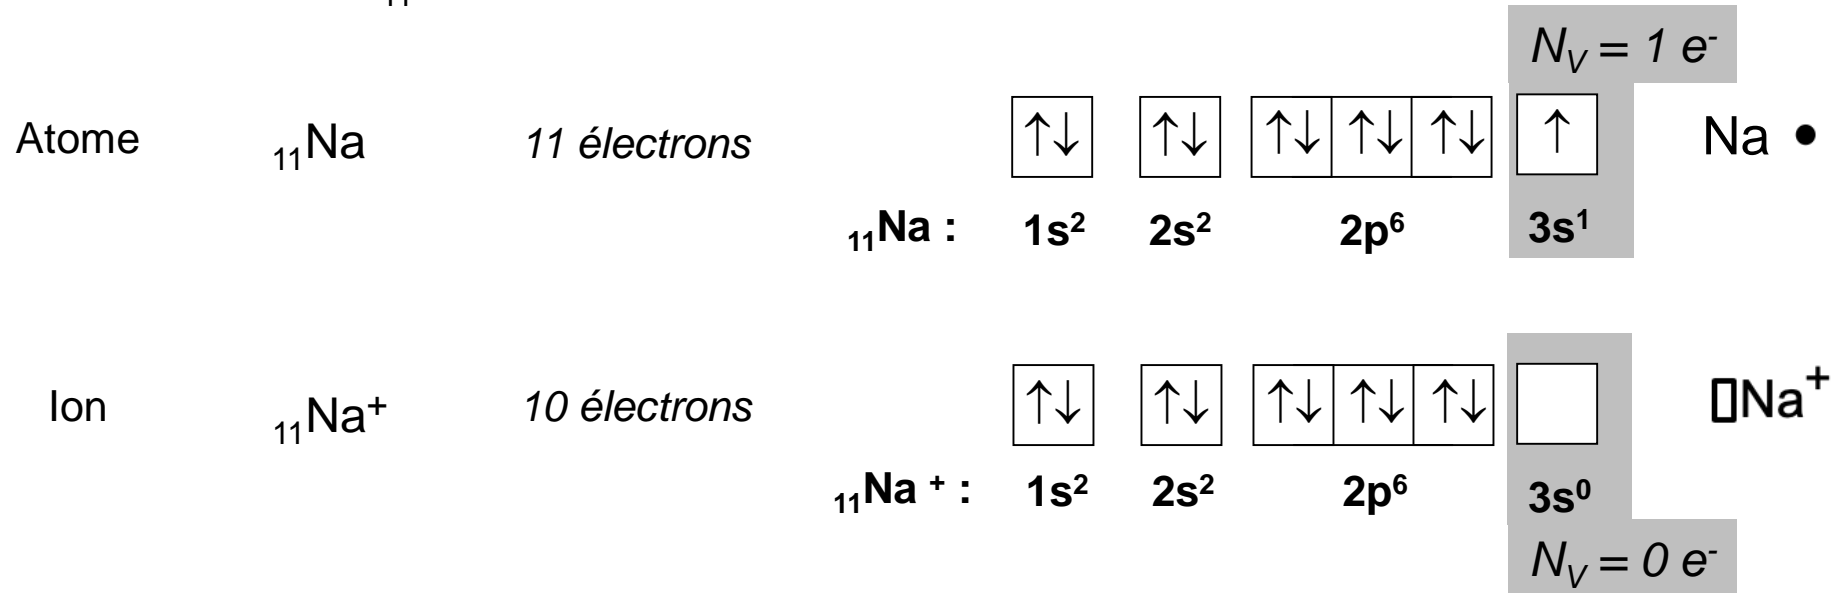 N_V = 1 e⁻
Atome ₁₁Na 11 électrons ↑↓ ↑↓ ↑↓ ↑↓ ↑↓ ↑ Na •
₁₁Na : 1s² 2s² 2p⁶ 3s¹
Ion ₁₁Na⁺ 10 électrons ↑↓ ↑↓ ↑↓ ↑↓ ↑↓ ▯Na⁺
₁₁Na ⁺ : 1s² 2s² 2p⁶ 3s⁰
N_V = 0 e⁻